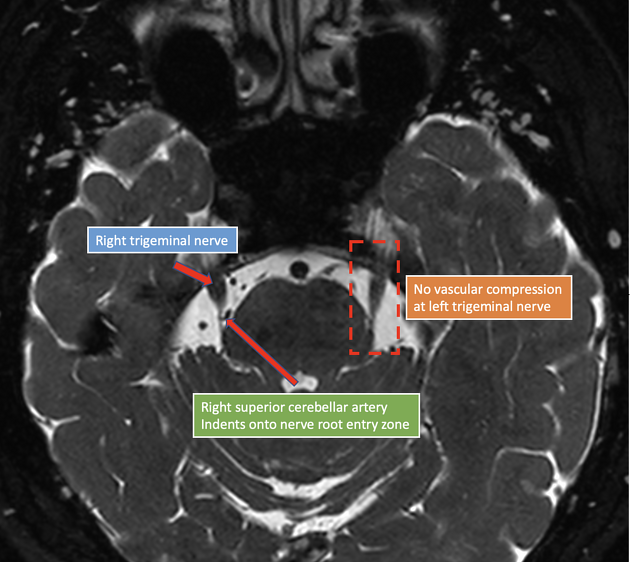 Right trigeminal nerve
No vascular compression
at left trigeminal nerve
Right superior cerebellar artery
Indents onto nerve root entry zone